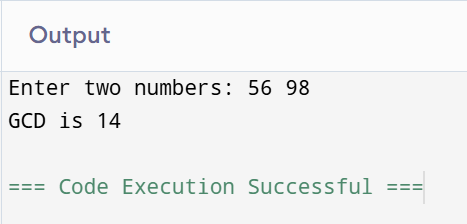 Output
Enter two numbers: 56 98
GCD is 14
=== Code Execution Successful ===